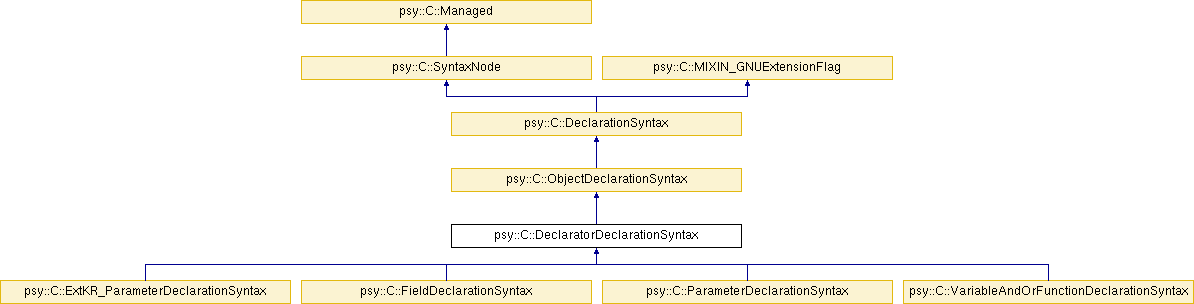 psy::C::Managed
psy::C::SyntaxNode
psy::C::MIXIN_GNUExtensionFlag
psy::C::DeclarationSyntax
psy::C::ObjectDeclarationSyntax
psy::C::DeclaratorDeclarationSyntax
psy::C::ExtKR_ParameterDeclarationSyntax
psy::C::FieldDeclarationSyntax
psy::C::ParameterDeclarationSyntax
psy::C::VariableAndOrFunctionDeclarationSyntax